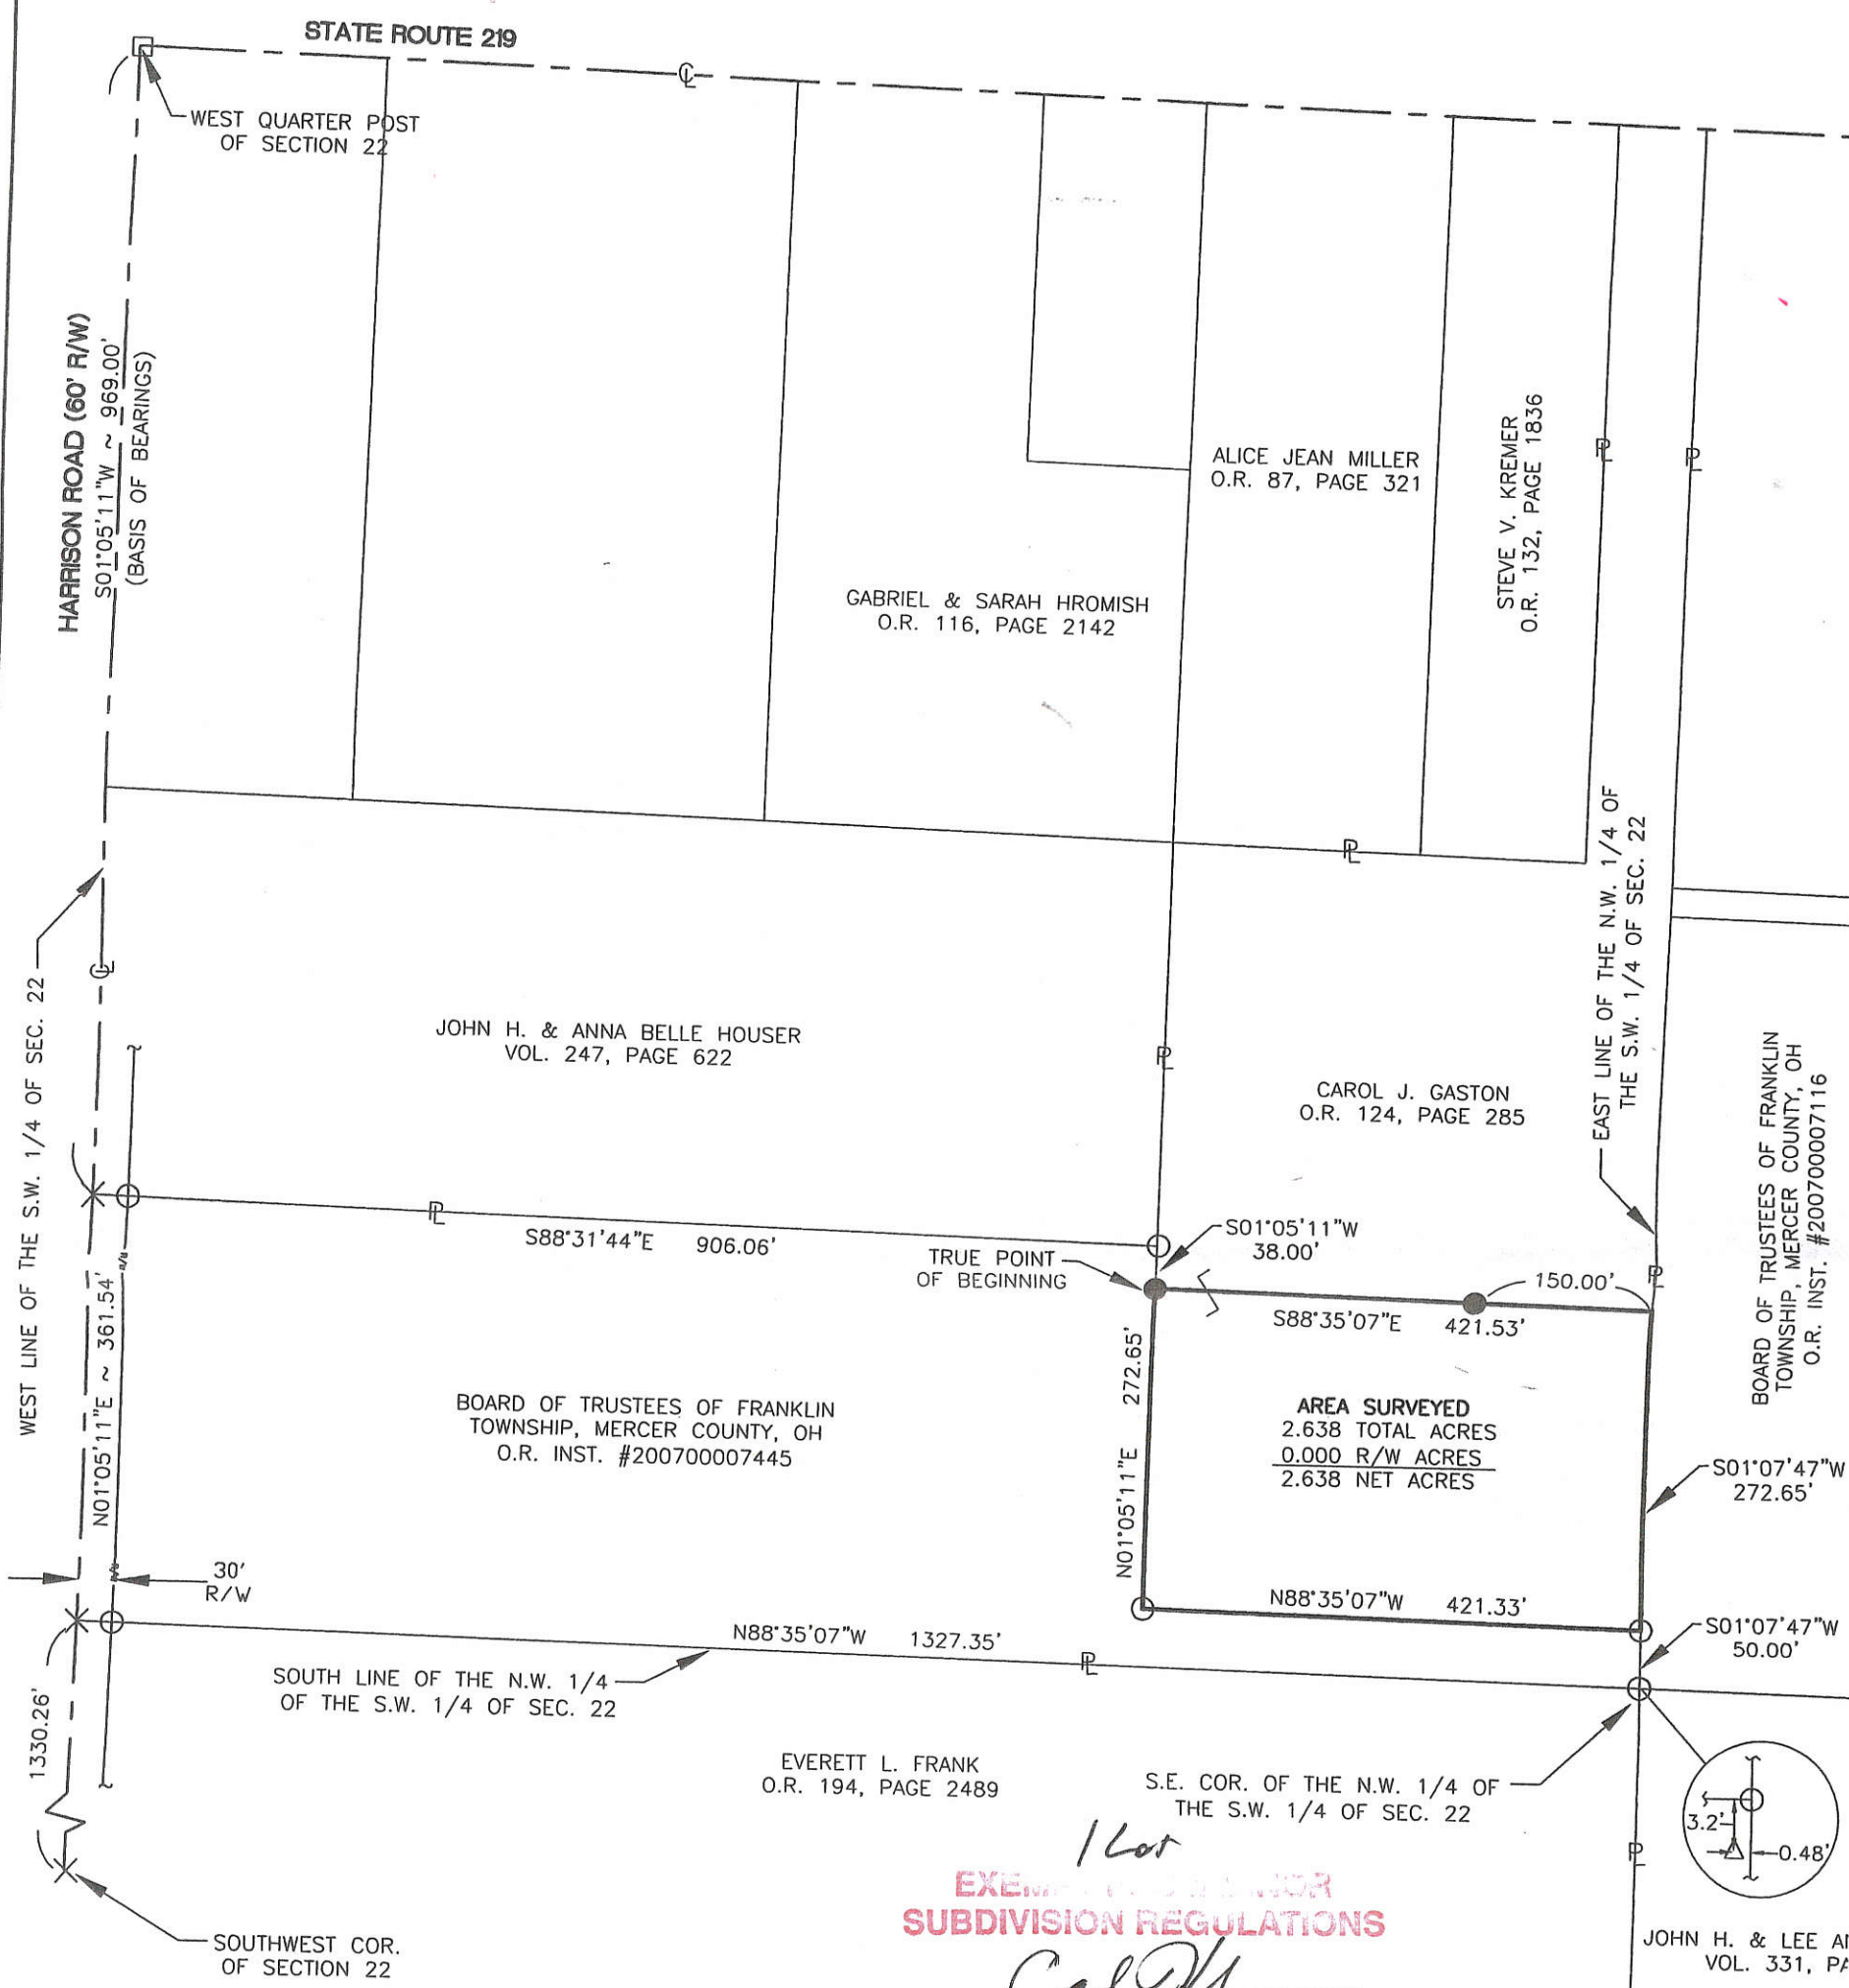 STATE ROUTE 219
℄
WEST QUARTER POST
OF SECTION 22
HARRISON ROAD (60' R/W)
S01°05'11"W ~ 969.00'
(BASIS OF BEARINGS)
ALICE JEAN MILLER
O.R. 87, PAGE 321
STEVE V. KREMER
O.R. 132, PAGE 1836
GABRIEL & SARAH HROMISH
O.R. 116, PAGE 2142
WEST LINE OF THE S.W. 1/4 OF SEC. 22
JOHN H. & ANNA BELLE HOUSER
VOL. 247, PAGE 622
CAROL J. GASTON
O.R. 124, PAGE 285
EAST LINE OF THE N.W. 1/4 OF
THE S.W. 1/4 OF SEC. 22
BOARD OF TRUSTEES OF FRANKLIN
TOWNSHIP, MERCER COUNTY, OH
O.R. INST. #200700007116
S88°31'44"E 906.06'
TRUE POINT
OF BEGINNING
S01°05'11"W
38.00'
150.00'
S88°35'07"E 421.53'
N01°05'11"E ~ 361.54'
N01°05'11"E 272.65'
BOARD OF TRUSTEES OF FRANKLIN
TOWNSHIP, MERCER COUNTY, OH
O.R. INST. #200700007445
AREA SURVEYED
2.638 TOTAL ACRES
0.000 R/W ACRES
2.638 NET ACRES
S01°07'47"W
272.65'
30'
R/W
N88°35'07"W 421.33'
N88°35'07"W 1327.35'
S01°07'47"W
50.00'
SOUTH LINE OF THE N.W. 1/4
OF THE S.W. 1/4 OF SEC. 22
1330.26'
EVERETT L. FRANK
O.R. 194, PAGE 2489
S.E. COR. OF THE N.W. 1/4 OF
THE S.W. 1/4 OF SEC. 22
3.2'
0.48'
1 Lot
SUBDIVISION REGULATIONS
SOUTHWEST COR.
OF SECTION 22
JOHN H. & LEE
VOL. 331,